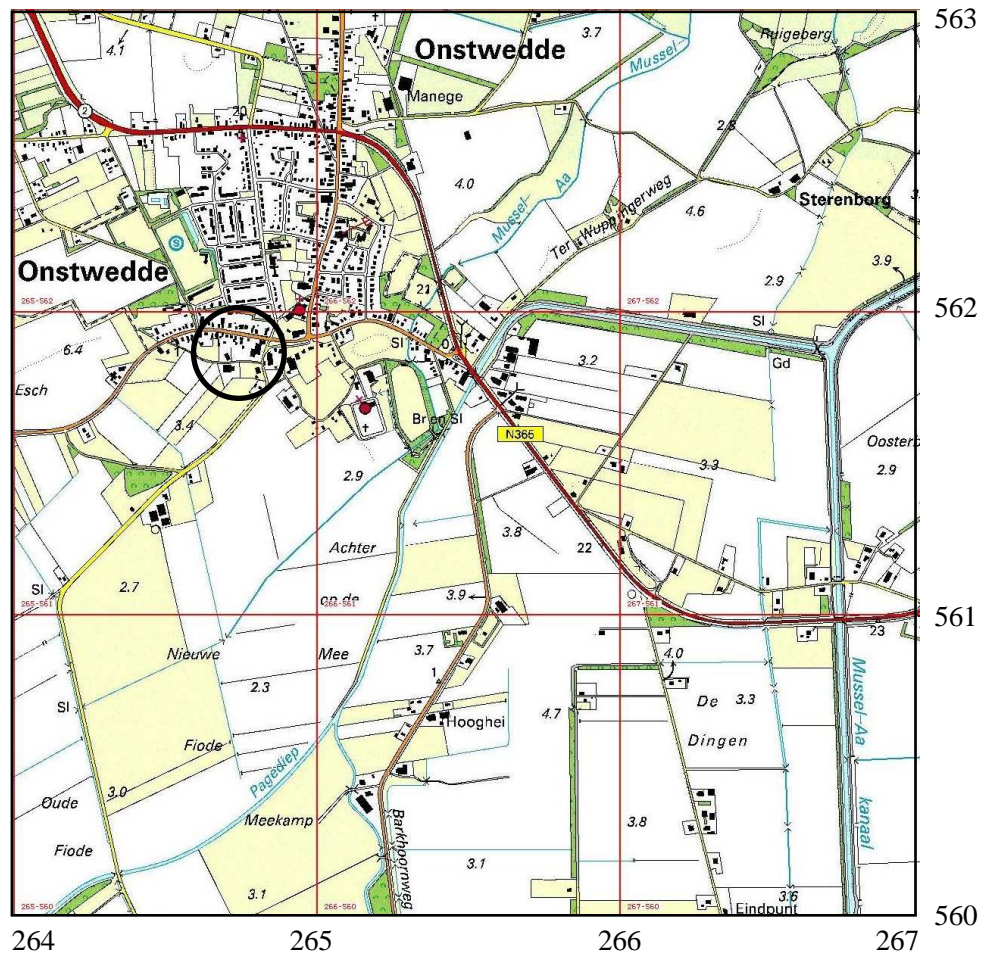 563
Onstwedde
3.7
Ruigeberg
4.1
Mussel-
Manege
2
20
2.8
4.0
Mussel-Aa
Ter Wupplingerweg
4.6
Sterenborg
S
Onstwedde
3.9
2.9
21
265-562
266-562
267-562
562
Sl
Sl
6.4
3.2
Gd
Esch
3.4
Br en Sl
N365
Oosterb
2.9
2.9
3.3
3.8
Achter
22
2.7
Sl
op de
3.9
265-561
266-561
267-561
561
23
Nieuwe
Mee
3.7
4.0
2.3
1
De
3.3
Sl
4.7
Hooghei
Mussel-Aa
kanaal
Fiode
Dingen
Pagediep
3.0
Oude
Meekamp
Barkhoornweg
3.8
Fiode
3.1
3.1
3.6
265-560
266-560
267-560
Eindpunt
560
264
265
266
267